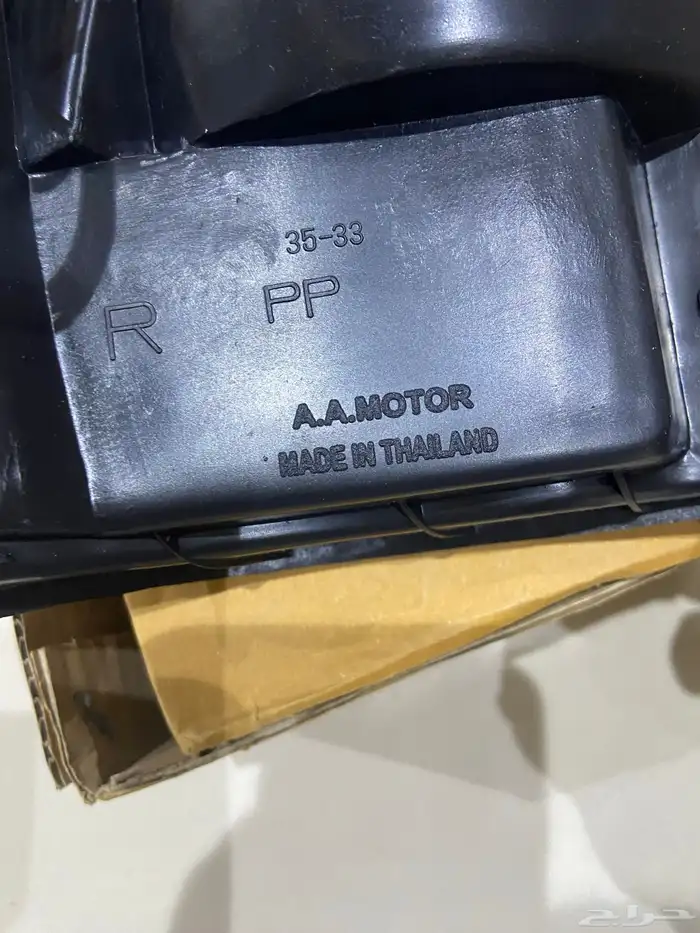 35-33
R PP
A.A.MOTOR
MADE IN THAILAND
حراج